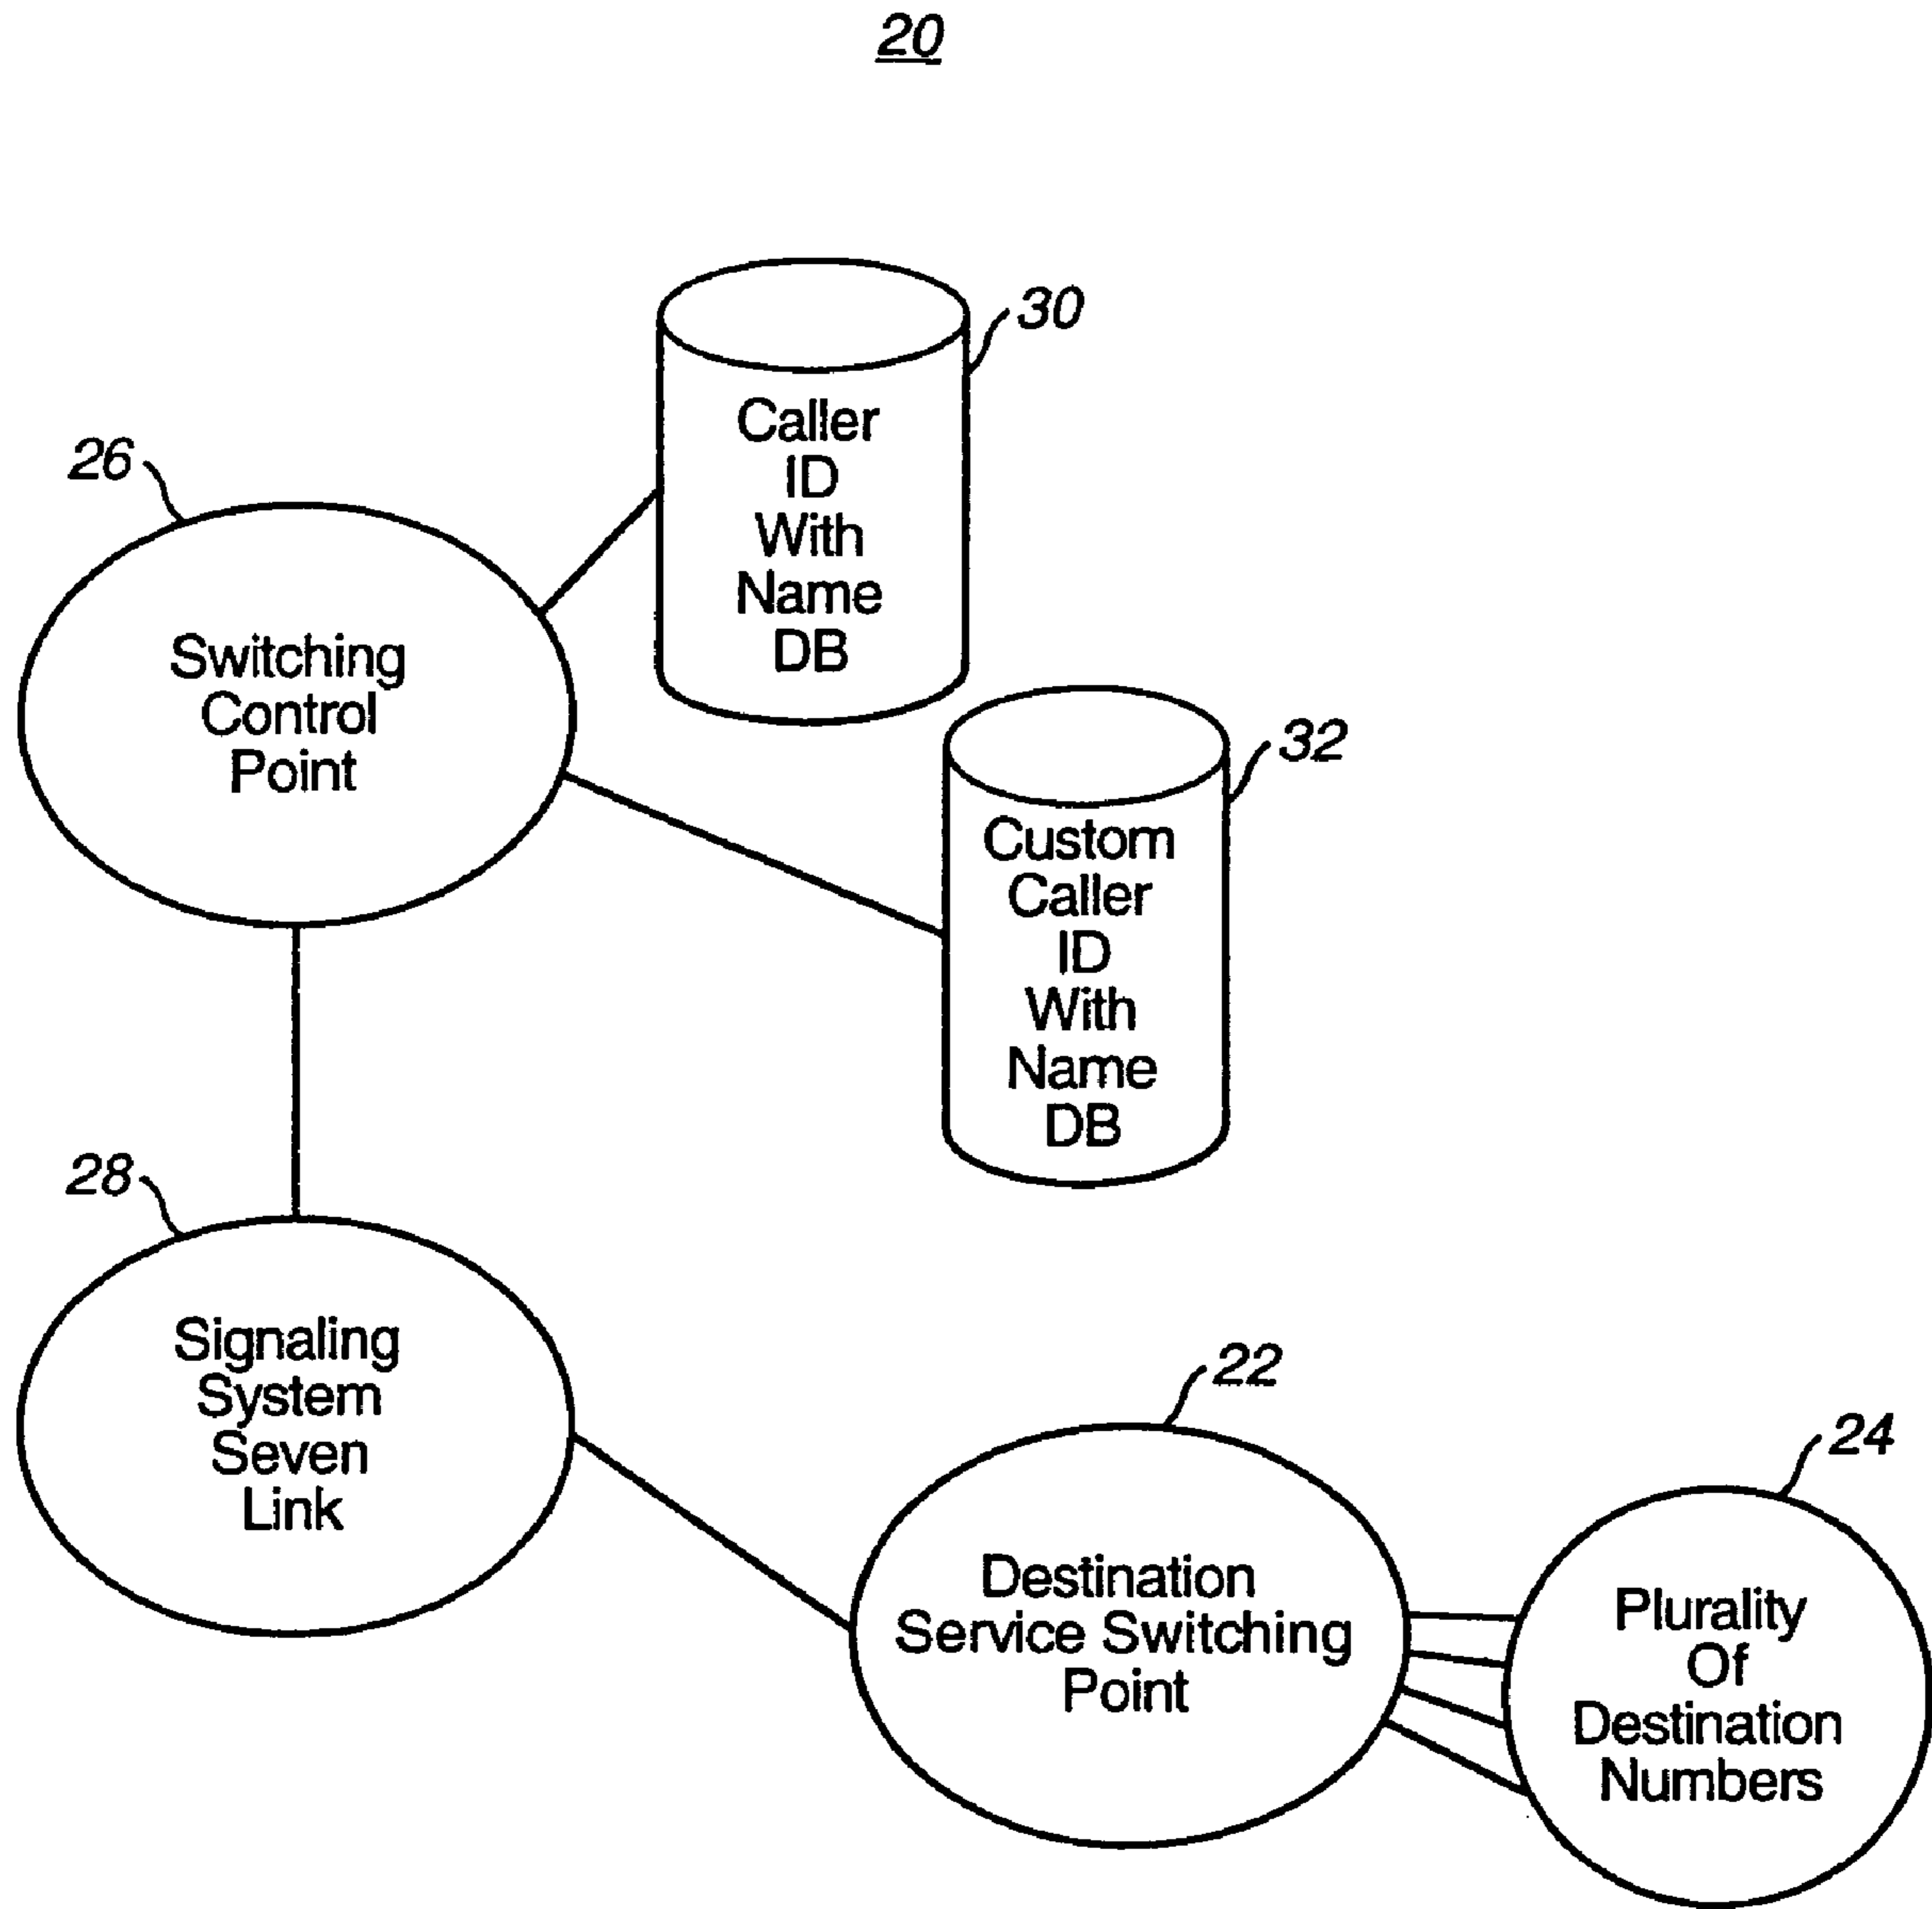 20
30
Caller
ID
With
Name
DB
26
Switching
Control
Point
32
Custom
Caller
ID
With
Name
DB
28
Signaling
System
Seven
Link
22
Destination
Service Switching
Point
24
Plurality
Of
Destination
Numbers